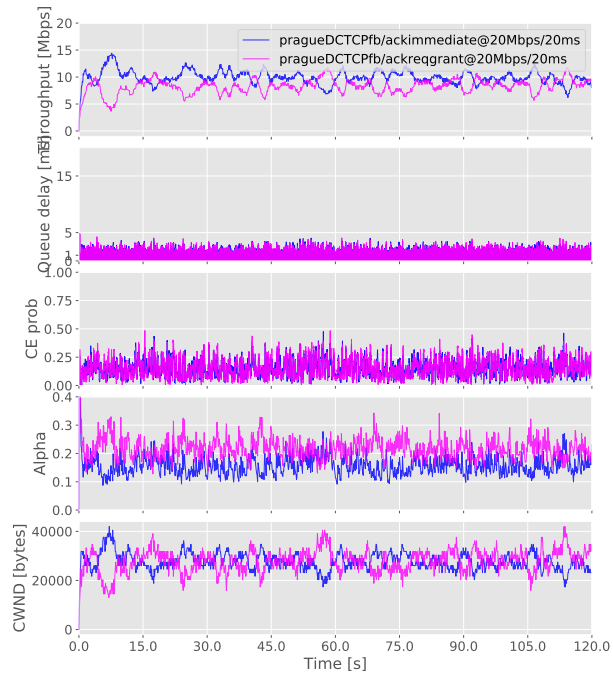 Throughput [Mbps]
20
15
10
5
0
pragueDCTCPfb/ackimmediate@20Mbps/20ms
pragueDCTCPfb/ackreqgrant@20Mbps/20ms
Queue delay [ms]
15
5
1
0
CE prob
1.00
0.75
0.50
0.25
0.00
Alpha
0.4
0.3
0.2
0.1
0.0
CWND [bytes]
40000
20000
0
0.0 15.0 30.0 45.0 60.0 75.0 90.0 105.0 120.0
Time [s]